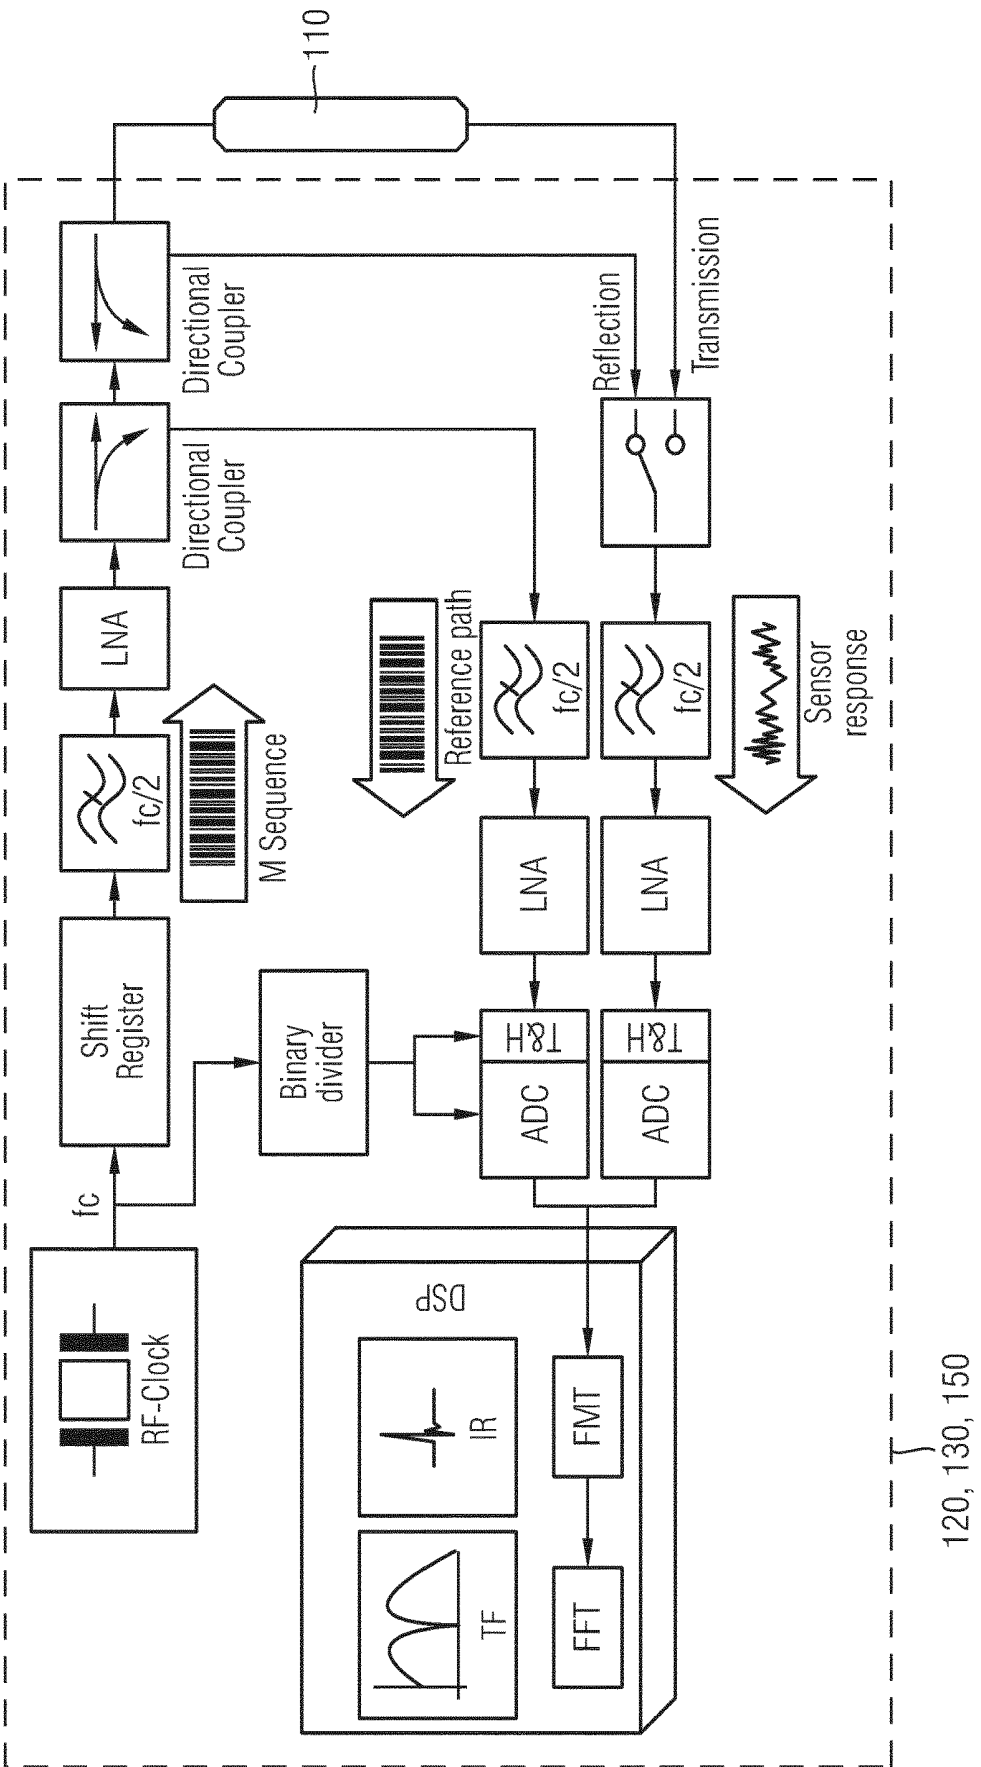 RF-Clock
fc
Shift
Register
fc/2
LNA
Directional
Coupler
Directional
Coupler
110
M Sequence
Binary
divider
Reference path
Reflection
Transmission
DSP
TF
IR
FFT
FMT
ADC
T&H
LNA
fc/2
ADC
T&H
LNA
fc/2
Sensor
response
120, 130, 150